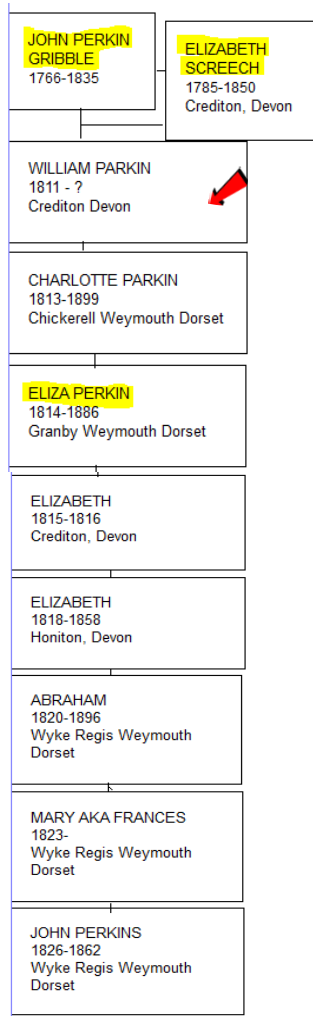 JOHN PERKIN
GRIBBLE
1766-1835
ELIZABETH
SCREECH
1785-1850
Crediton, Devon
WILLIAM PARKIN
1811 - ?
Crediton Devon
CHARLOTTE PARKIN
1813-1899
Chickerell Weymouth Dorset
ELIZA PERKIN
1814-1886
Granby Weymouth Dorset
ELIZABETH
1815-1816
Crediton, Devon
ELIZABETH
1818-1858
Honiton, Devon
ABRAHAM
1820-1896
Wyke Regis Weymouth
Dorset
MARY AKA FRANCES
1823-
Wyke Regis Weymouth
Dorset
JOHN PERKINS
1826-1862
Wyke Regis Weymouth
Dorset